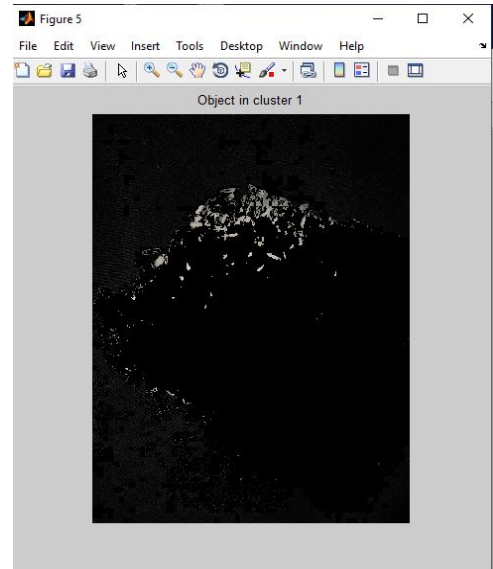 Figure 5
File Edit View Insert Tools Desktop Window Help
Object in cluster 1